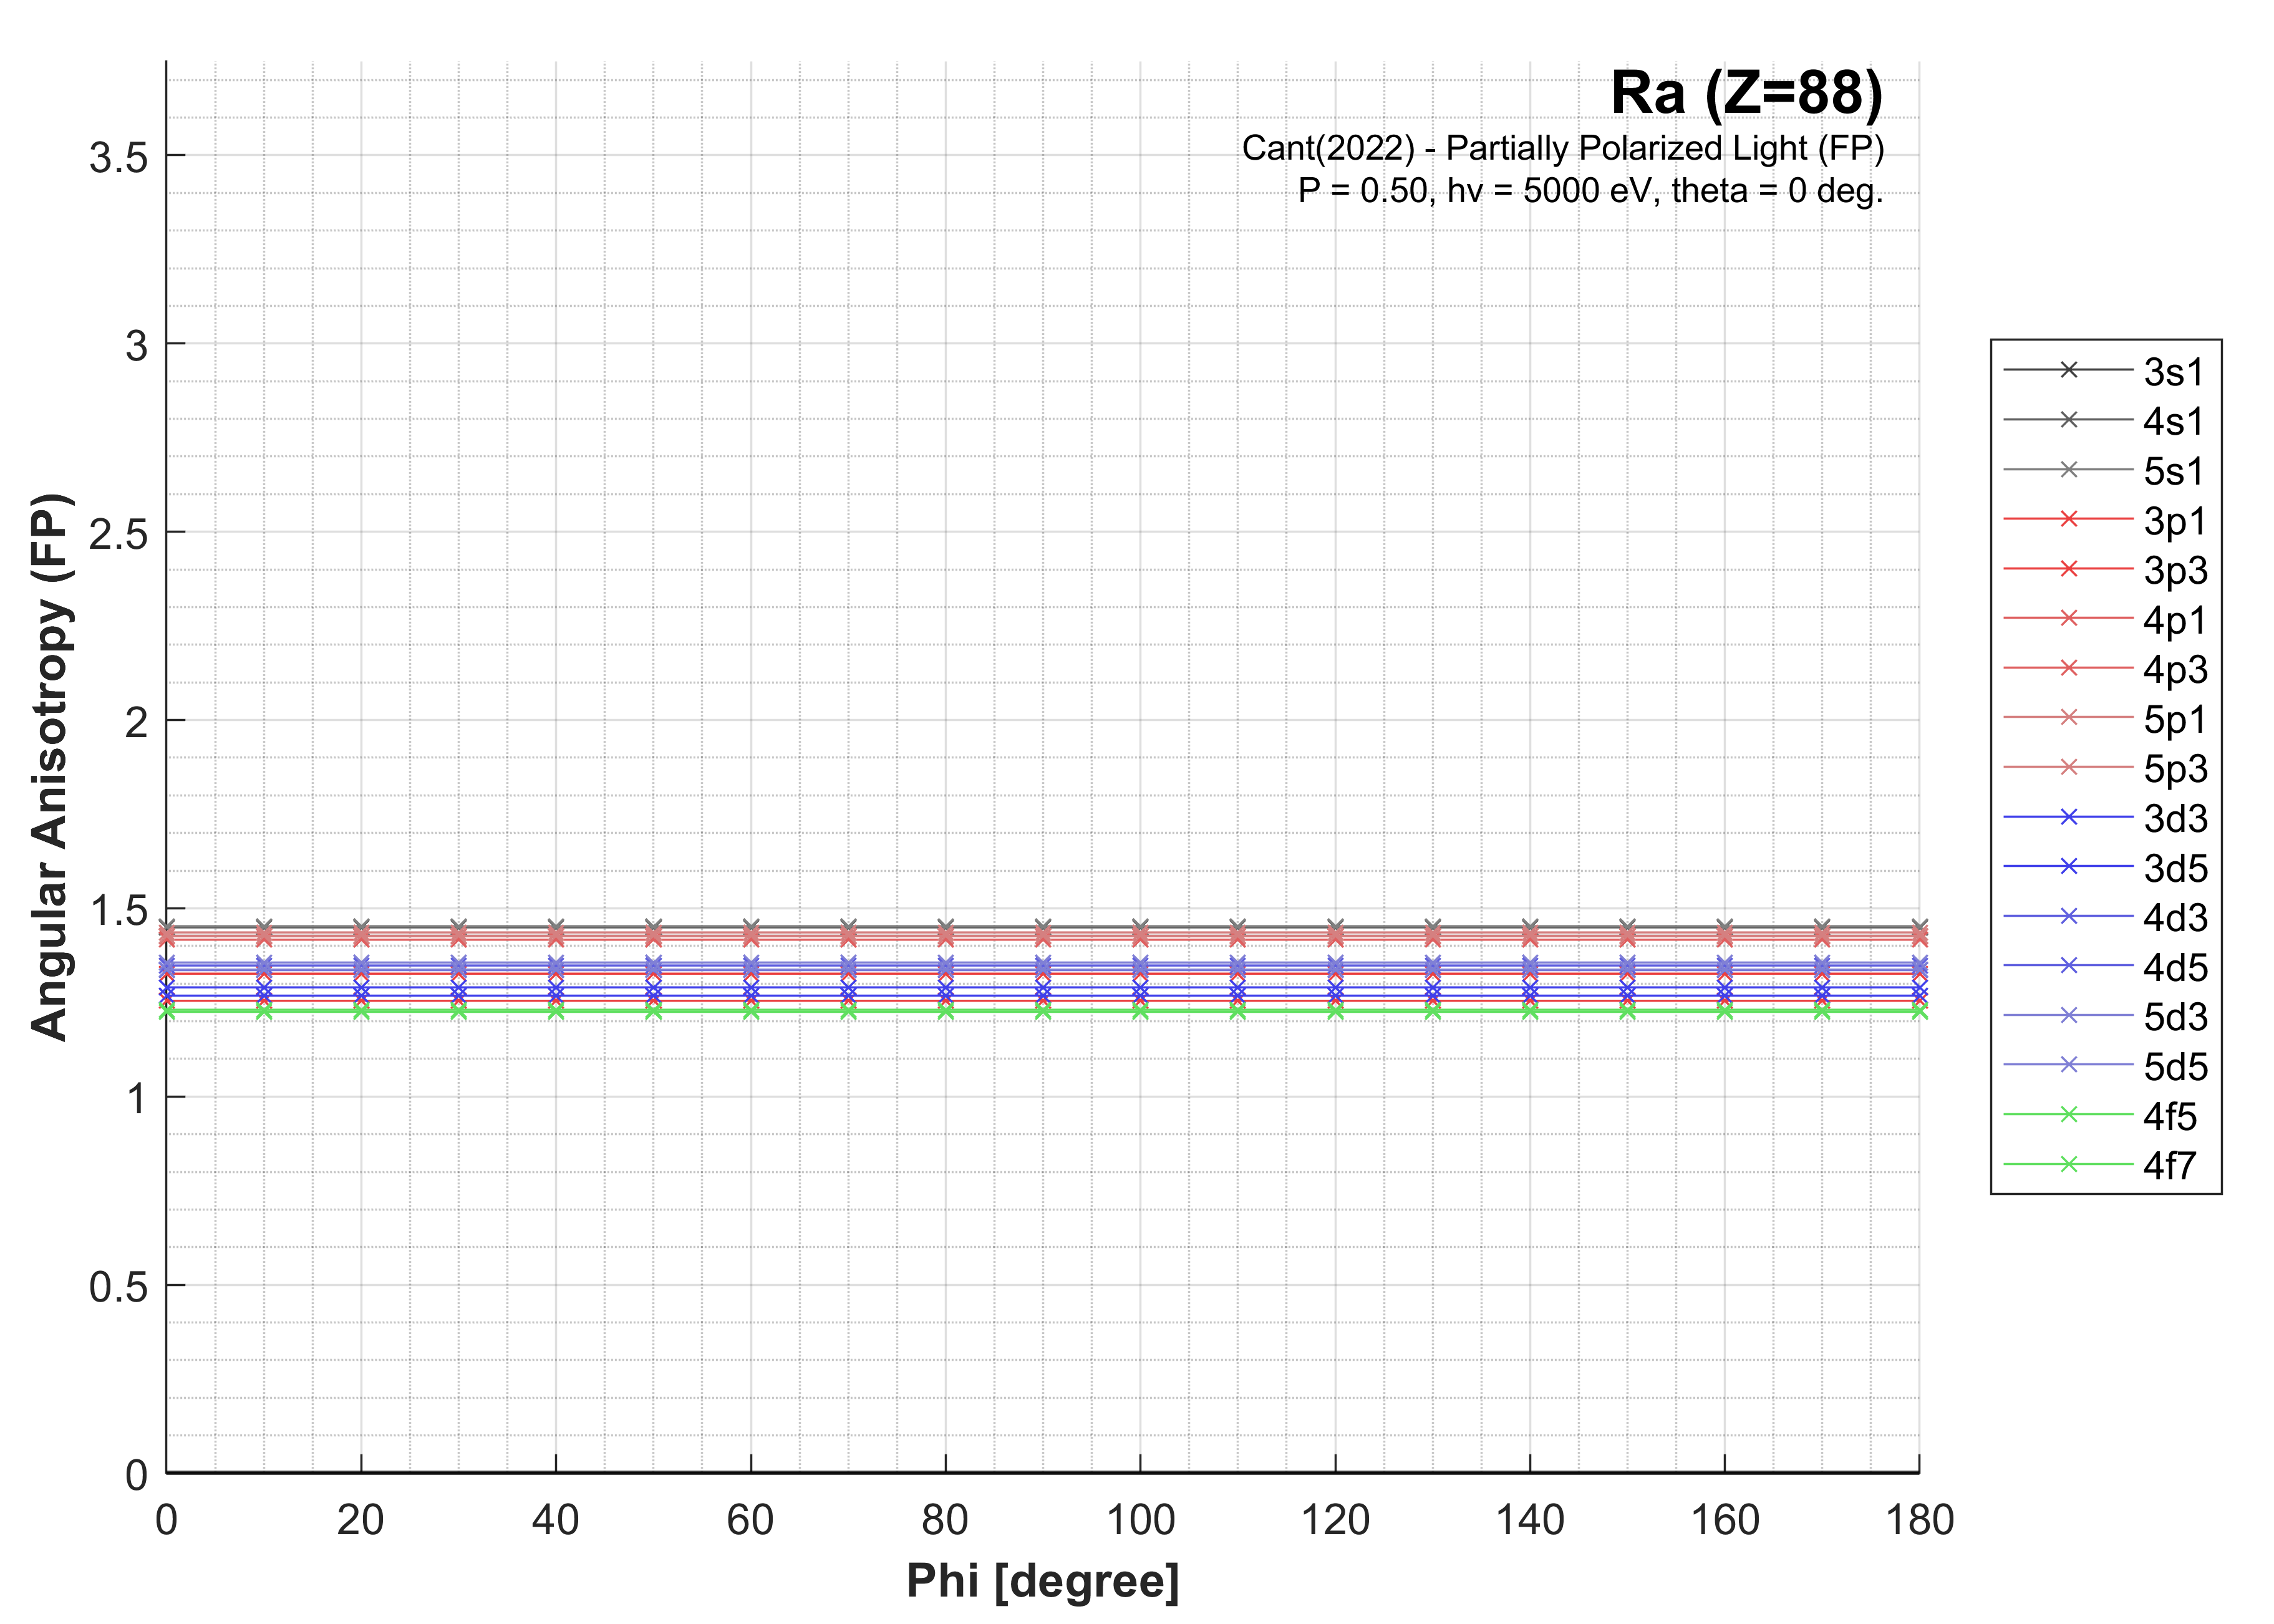 Ra (Z=88)
Cant(2022) - Partially Polarized Light (FP)
P = 0.50, hv = 5000 eV, theta = 0 deg.
Angular Anisotropy (FP)
3.5
3
2.5
2
1.5
1
0.5
0
0 20 40 60 80 100 120 140 160 180
Phi [degree]
3s1
4s1
5s1
3p1
3p3
4p1
4p3
5p1
5p3
3d3
3d5
4d3
4d5
5d3
5d5
4f5
4f7